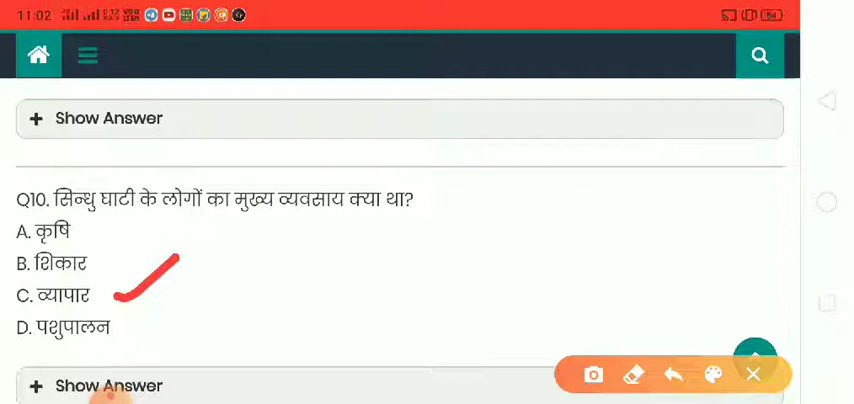 11:02
Show Answer
Q10. सिन्धु घाटी के लोगों का मुख्य व्यवसाय क्या था?
A. कृषि
B. शिकार
C. व्यापार
D. पशुपालन
Show Answer